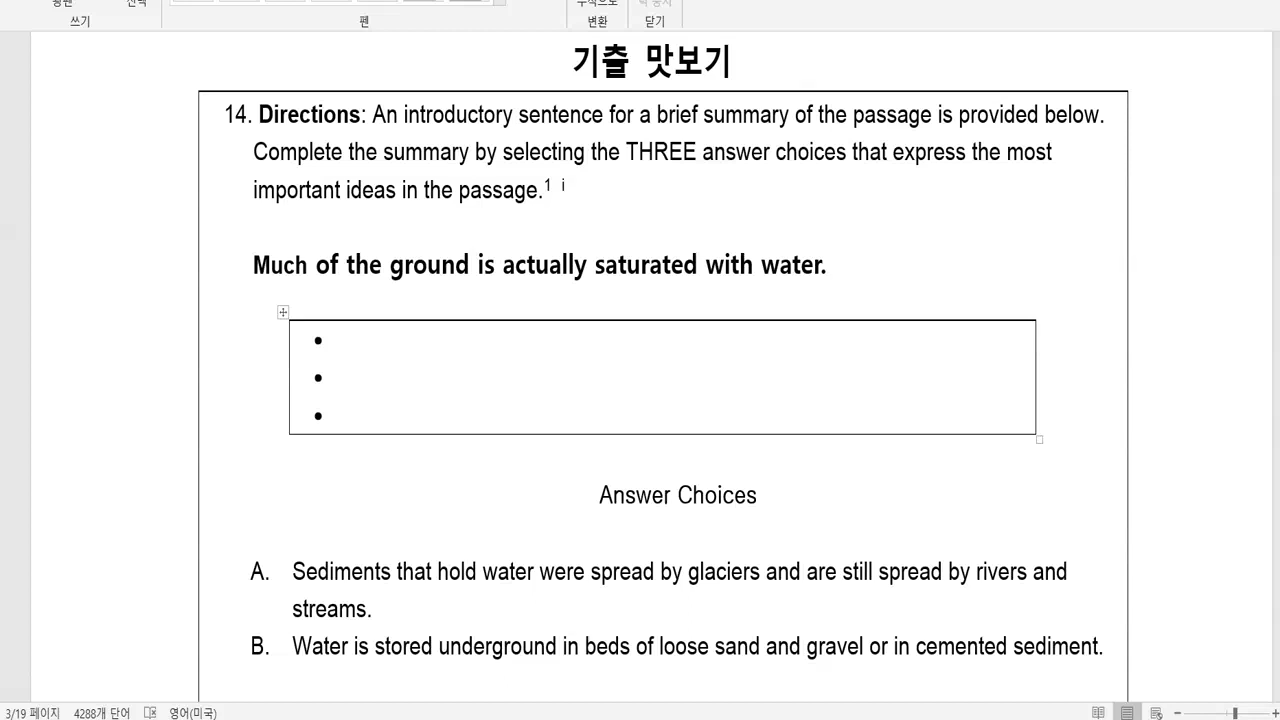 쓰기
펜
변환
닫기
기출 맛보기
14. Directions: An introductory sentence for a brief summary of the passage is provided below.
Complete the summary by selecting the THREE answer choices that express the most
important ideas in the passage.1 i
Much of the ground is actually saturated with water.
•
•
•
Answer Choices
A. Sediments that hold water were spread by glaciers and are still spread by rivers and
streams.
B. Water is stored underground in beds of loose sand and gravel or in cemented sediment.
3/19 페이지 4288개 단어 영어(미국)